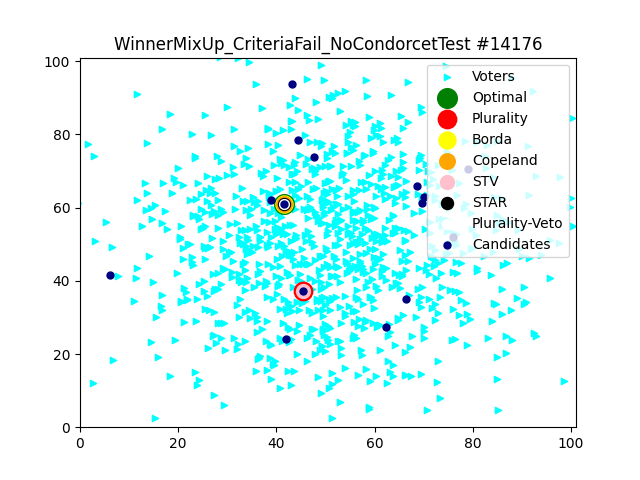 WinnerMixUp_CriteriaFail_NoCondorcetTest #14176
100
80
60
40
20
0
0 20 40 60 80 100
Voters
Optimal
Plurality
Borda
Copeland
STV
STAR
Plurality-Veto
Candidates